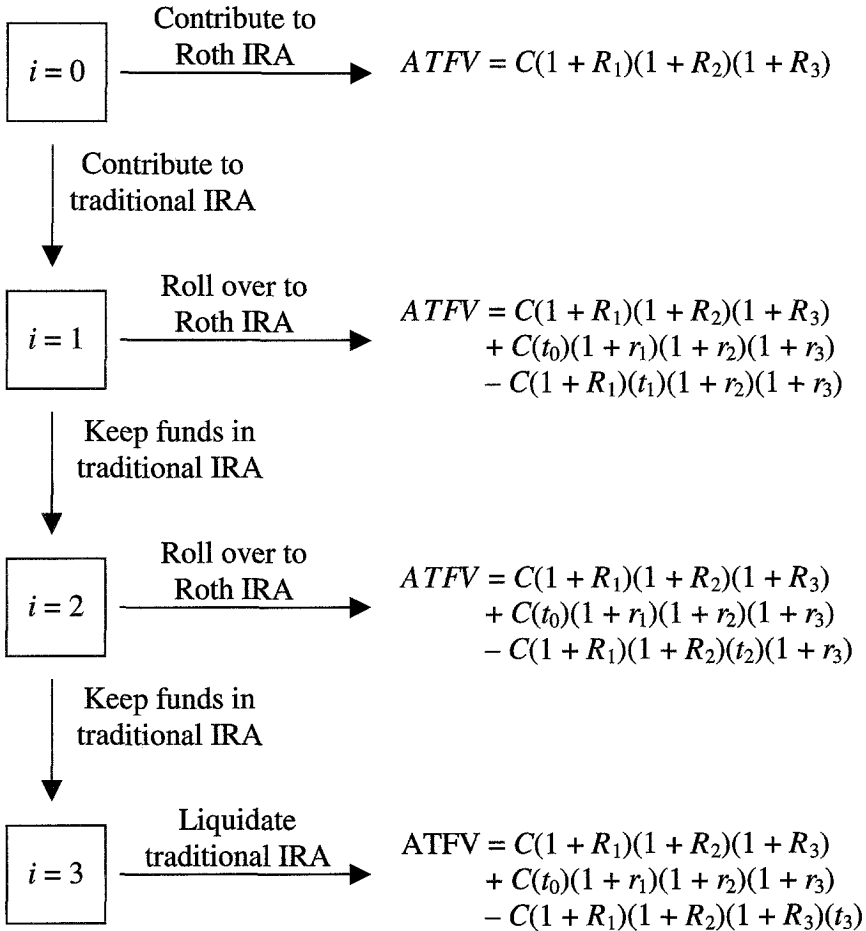 i = 0
Contribute to
Roth IRA
ATFV = C(1 + R₁)(1 + R₂)(1 + R₃)
Contribute to
traditional IRA
i = 1
Roll over to
Roth IRA
ATFV = C(1 + R₁)(1 + R₂)(1 + R₃)
+ C(t₀)(1 + r₁)(1 + r₂)(1 + r₃)
− C(1 + R₁)(t₁)(1 + r₂)(1 + r₃)
Keep funds in
traditional IRA
i = 2
Roll over to
Roth IRA
ATFV = C(1 + R₁)(1 + R₂)(1 + R₃)
+ C(t₀)(1 + r₁)(1 + r₂)(1 + r₃)
− C(1 + R₁)(1 + R₂)(t₂)(1 + r₃)
Keep funds in
traditional IRA
i = 3
Liquidate
traditional IRA
ATFV = C(1 + R₁)(1 + R₂)(1 + R₃)
+ C(t₀)(1 + r₁)(1 + r₂)(1 + r₃)
− C(1 + R₁)(1 + R₂)(1 + R₃)(t₃)